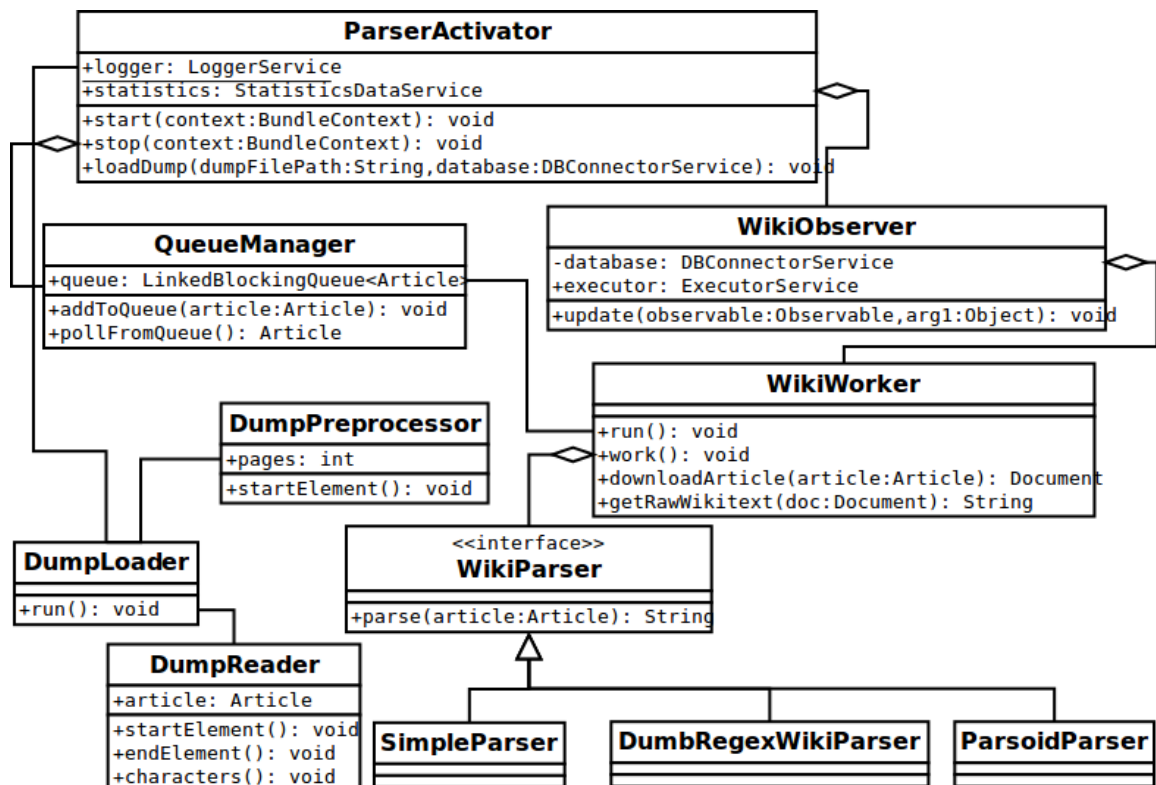 ParserActivator
+logger: LoggerService
+statistics: StatisticsDataService
+start(context:BundleContext): void
+stop(context:BundleContext): void
+loadDump(dumpFilePath:String,database:DBConnectorService): void
QueueManager
+queue: LinkedBlockingQueue<Article>
+addToQueue(article:Article): void
+pollFromQueue(): Article
WikiObserver
-database: DBConnectorService
+executor: ExecutorService
+update(observable:Observable,arg1:Object): void
WikiWorker
+run(): void
+work(): void
+downloadArticle(article:Article): Document
+getRawWikitext(doc:Document): String
DumpPreprocessor
+pages: int
+startElement(): void
DumpLoader
+run(): void
<<interface>>
WikiParser
+parse(article:Article): String
DumpReader
+article: Article
+startElement(): void
+endElement(): void
+characters(): void
SimpleParser
DumbRegexWikiParser
ParsoidParser